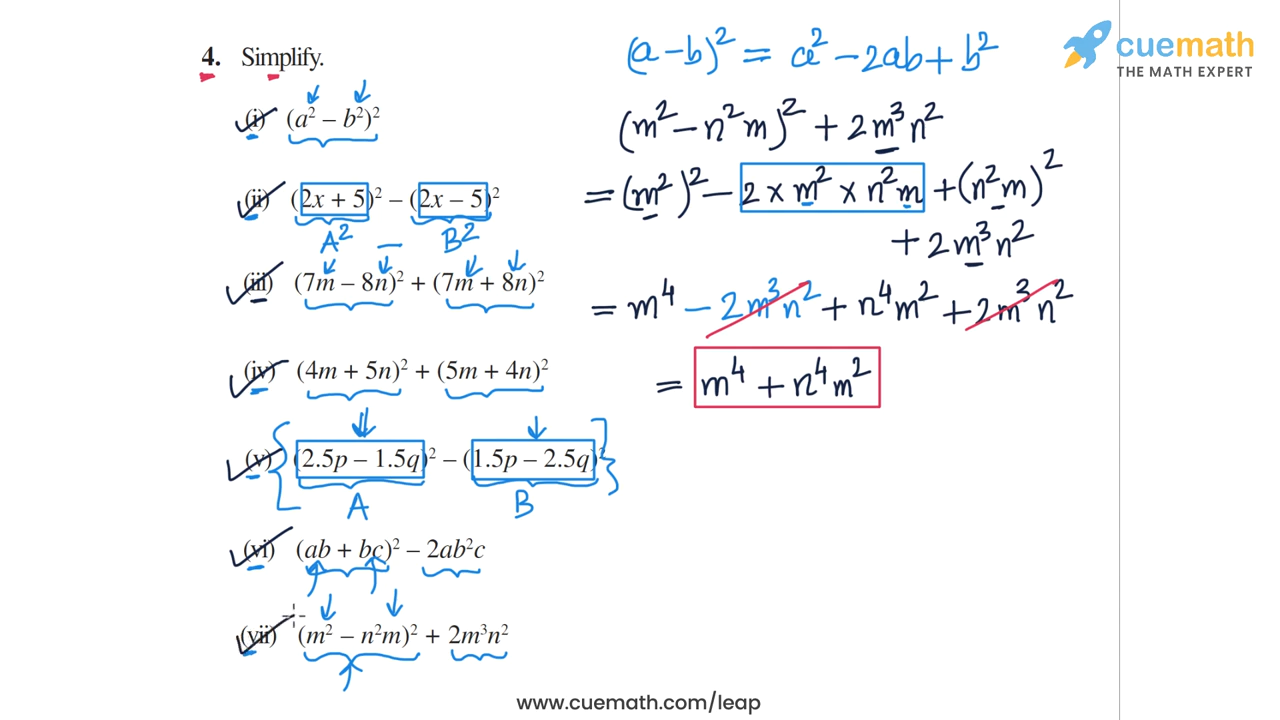 4. Simplify.
(i) (a² – b²)²
(ii) (2x + 5)² – (2x – 5)²
A² – B²
(iii) (7m – 8n)² + (7m + 8n)²
(iv) (4m + 5n)² + (5m + 4n)²
(v) {(2.5p – 1.5q)² – (1.5p – 2.5q)²}
A B
(vi) (ab + bc)² – 2ab²c
(vii) (m² – n²m)² + 2m³n²
(a – b)² = a² – 2ab + b²
(m² – n²m)² + 2m³n²
= (m²)² – 2 × m² × n²m + (n²m)²
+ 2m³n²
= m⁴ – 2m³n² + n⁴m² + 2m³n²
= m⁴ + n⁴m²
cuemath
THE MATH EXPERT
www.cuemath.com/leap